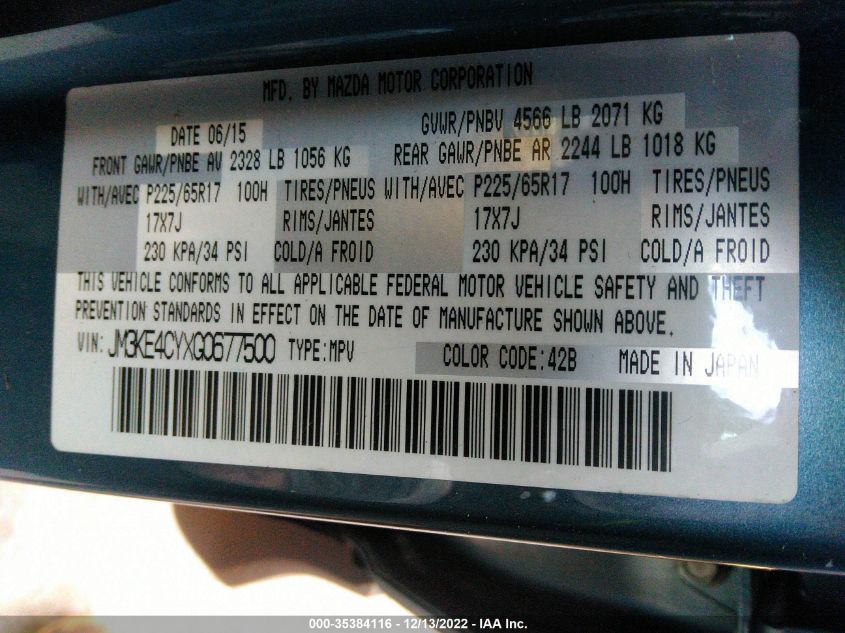 MFD. BY MAZDA MOTOR CORPORATION
DATE 06/15 GVWR/PNBV 4566 LB 2071 KG
FRONT GAWR/PNBE AV 2328 LB 1056 KG REAR GAWR/PNBE AR 2244 LB 1018 KG
WITH/AVEC P225/65R17 100H TIRES/PNEUS WITH/AVEC P225/65R17 100H TIRES/PNEUS
17X7J RIMS/JANTES 17X7J RIMS/JANTES
230 KPA/34 PSI COLD/A FROID 230 KPA/34 PSI COLD/A FROID
THIS VEHICLE CONFORMS TO ALL APPLICABLE FEDERAL MOTOR VEHICLE SAFETY AND THEFT
PREVENTION STANDARDS IN EFFECT ON THE DATE OF MANUFACTURE SHOWN ABOVE.
VIN: JM3KE4CYXG0677500 TYPE:MPV COLOR CODE:42B MADE IN JAPAN
000-35384116 - 12/13/2022 - IAA Inc.